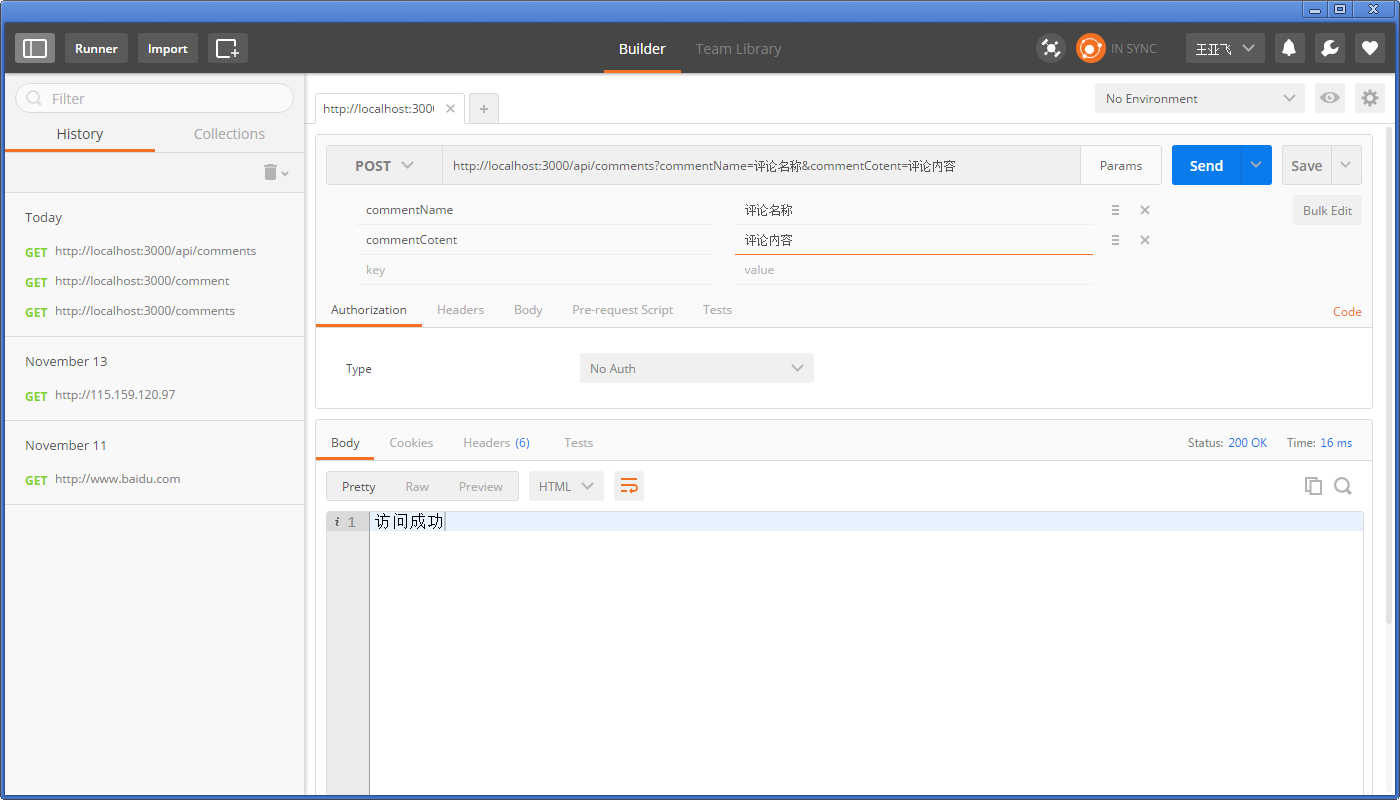 Runner Import Builder Team Library IN SYNC 王亚飞
Filter
History Collections
Today
GET http://localhost:3000/api/comments
GET http://localhost:3000/comment
GET http://localhost:3000/comments
November 13
GET http://115.159.120.97
November 11
GET http://www.baidu.com
http://localhost:3000 No Environment
POST http://localhost:3000/api/comments?commentName=评论名称&commentCotent=评论内容 Params Send Save
commentName 评论名称 Bulk Edit
commentCotent 评论内容
key value
Authorization Headers Body Pre-request Script Tests Code
Type No Auth
Body Cookies Headers (6) Tests Status: 200 OK Time: 16 ms
Pretty Raw Preview HTML
i 1 访问成功